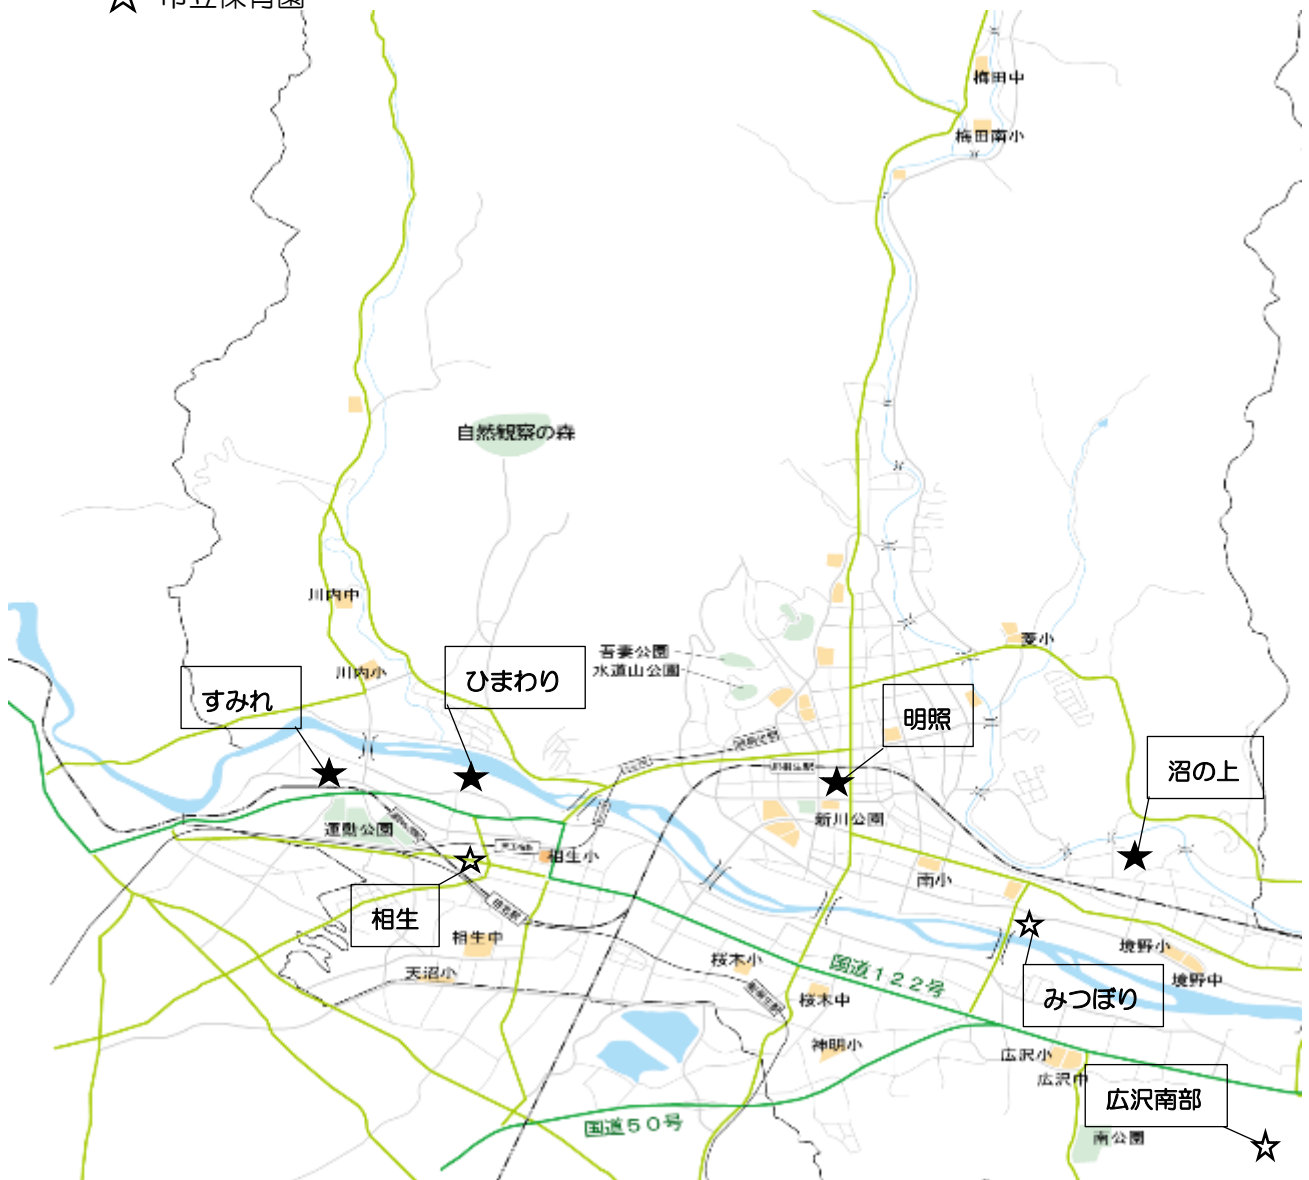 ☆ 市立保育園
梅田中
梅田南小
自然観察の森
川内中
菱小
吾妻公園
水道山公園
川内小
ひまわり
すみれ
明照
沼の上
新川公園
運動公園
相生小
南小
相生
相生中
天沼小
桜木小
国道122号
境野小
境野中
みつぼり
桜木中
神明小
広沢小
広沢中
広沢南部
国道50号
南公園